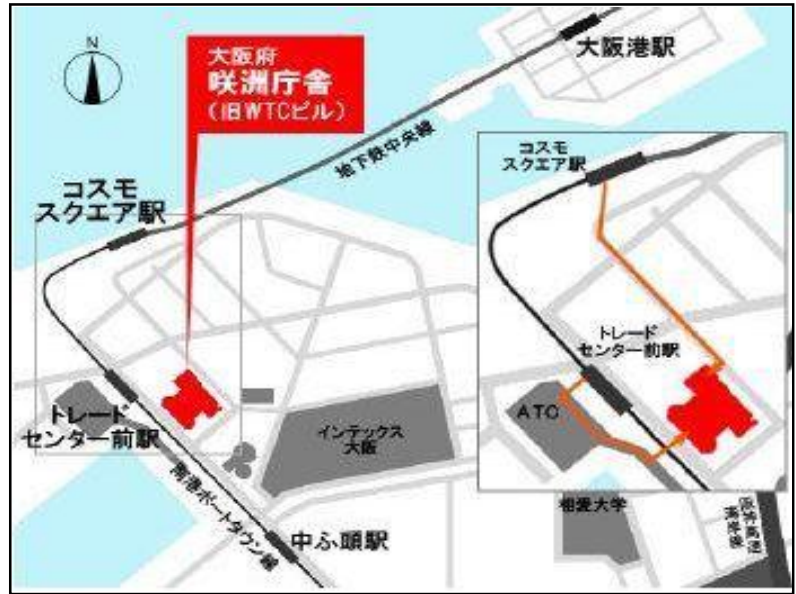 N
大阪府
咲洲庁舎
（旧WTCビル）
大阪港駅
地下鉄中央線
コスモ
スクエア駅
コスモ
スクエア駅
トレード
センター前駅
ATC
トレード
センター前駅
インテックス
大阪
相愛大学
南港ポートタウン線
中ふ頭駅
阪神高速
湾岸線